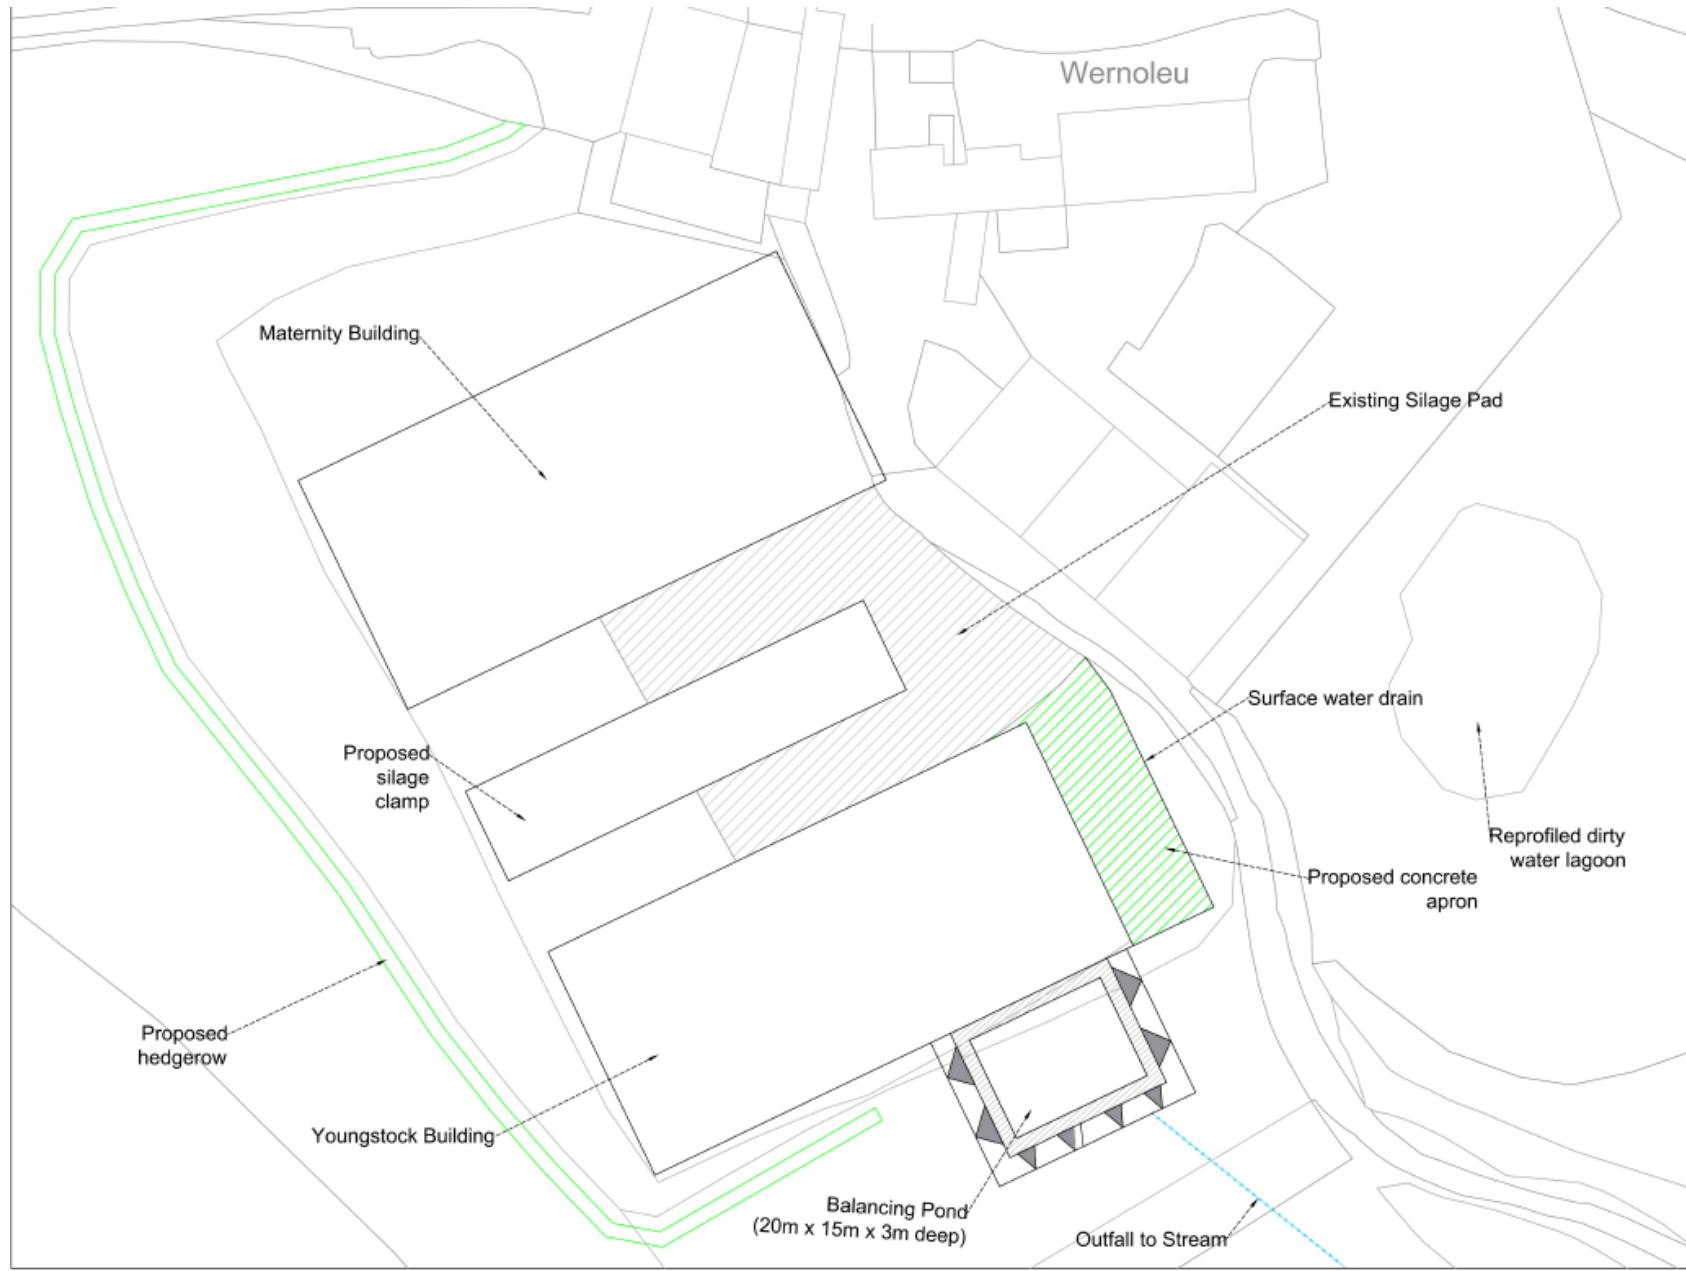 Wernoleu
Maternity Building
Existing Silage Pad
Surface water drain
Proposed
silage
clamp
Reprofiled dirty
water lagoon
Proposed concrete
apron
Proposed
hedgerow
Youngstock Building
Balancing Pond
(20m x 15m x 3m deep)
Outfall to Stream